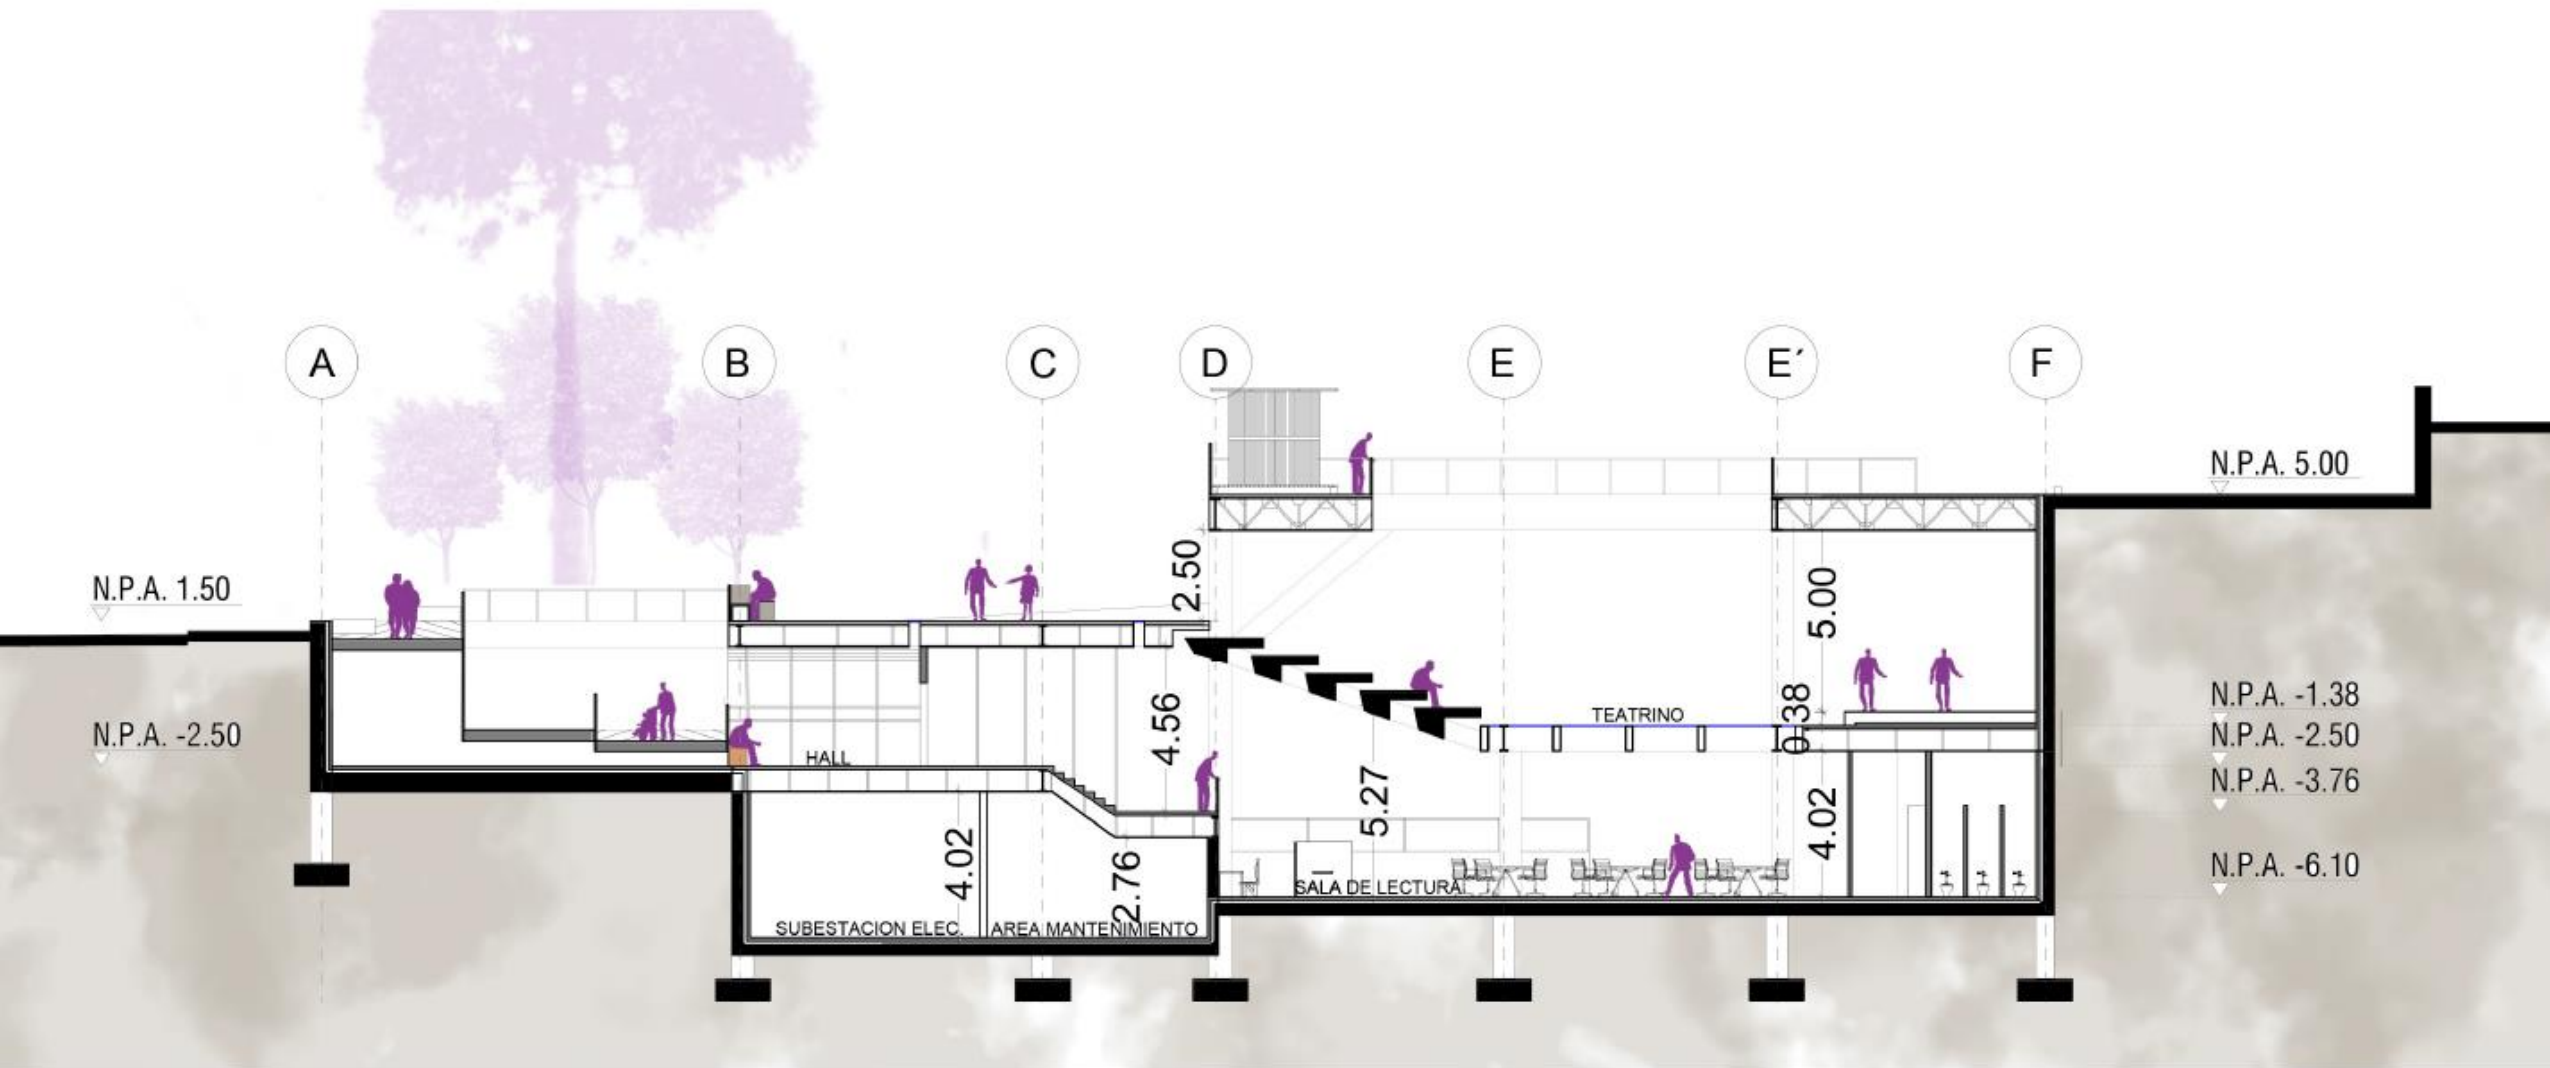 A
B
C
D
E
E´
F
N.P.A. 5.00
N.P.A. 1.50
2.50
5.00
N.P.A. -1.38
0.38
TEATRINO
N.P.A. -2.50
N.P.A. -2.50
4.56
HALL
N.P.A. -3.76
5.27
4.02
4.02
2.76
N.P.A. -6.10
SALA DE LECTURA
SUBESTACION ELEC.
AREA MANTENIMIENTO